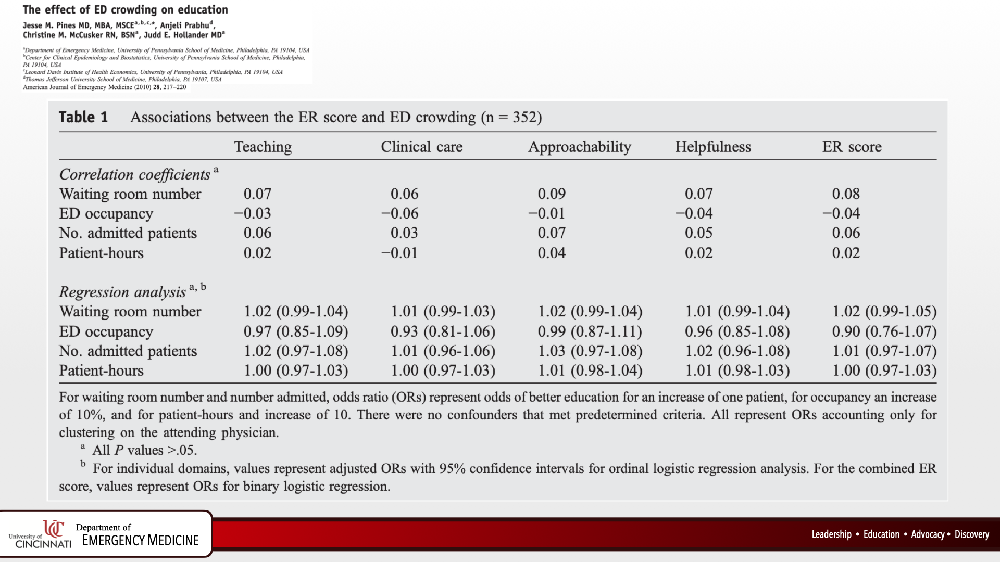 The effect of ED crowding on education
Jesse M. Pines MD, MBA, MSCEa,b,c,*, Anjeli Prabhud,
Christine M. McCusker RN, BSNa, Judd E. Hollander MDa
aDepartment of Emergency Medicine, University of Pennsylvania School of Medicine, Philadelphia, PA 19104, USA
bCenter for Clinical Epidemiology and Biostatistics, University of Pennsylvania School of Medicine, Philadelphia,
PA 19104, USA
cLeonard Davis Institute of Health Economics, University of Pennsylvania, Philadelphia, PA 19104, USA
dThomas Jefferson University School of Medicine, Philadelphia, PA 19107, USA
American Journal of Emergency Medicine (2010) 28, 217–220
Table 1 Associations between the ER score and ED crowding (n = 352)
Teaching Clinical care Approachability Helpfulness ER score
Correlation coefficients a
Waiting room number 0.07 0.06 0.09 0.07 0.08
ED occupancy −0.03 −0.06 −0.01 −0.04 −0.04
No. admitted patients 0.06 0.03 0.07 0.05 0.06
Patient-hours 0.02 −0.01 0.04 0.02 0.02
Regression analysis a, b
Waiting room number 1.02 (0.99-1.04) 1.01 (0.99-1.03) 1.02 (0.99-1.04) 1.01 (0.99-1.04) 1.02 (0.99-1.05)
ED occupancy 0.97 (0.85-1.09) 0.93 (0.81-1.06) 0.99 (0.87-1.11) 0.96 (0.85-1.08) 0.90 (0.76-1.07)
No. admitted patients 1.02 (0.97-1.08) 1.01 (0.96-1.06) 1.03 (0.97-1.08) 1.02 (0.96-1.08) 1.01 (0.97-1.07)
Patient-hours 1.00 (0.97-1.03) 1.00 (0.97-1.03) 1.01 (0.98-1.04) 1.01 (0.98-1.03) 1.00 (0.97-1.03)
For waiting room number and number admitted, odds ratio (ORs) represent odds of better education for an increase of one patient, for occupancy an increase
of 10%, and for patient-hours and increase of 10. There were no confounders that met predetermined criteria. All represent ORs accounting only for
clustering on the attending physician.
a All P values >.05.
b For individual domains, values represent adjusted ORs with 95% confidence intervals for ordinal logistic regression analysis. For the combined ER
score, values represent ORs for binary logistic regression.
UC
University of
CINCINNATI
Department of
EMERGENCY MEDICINE
Leadership • Education • Advocacy • Discovery